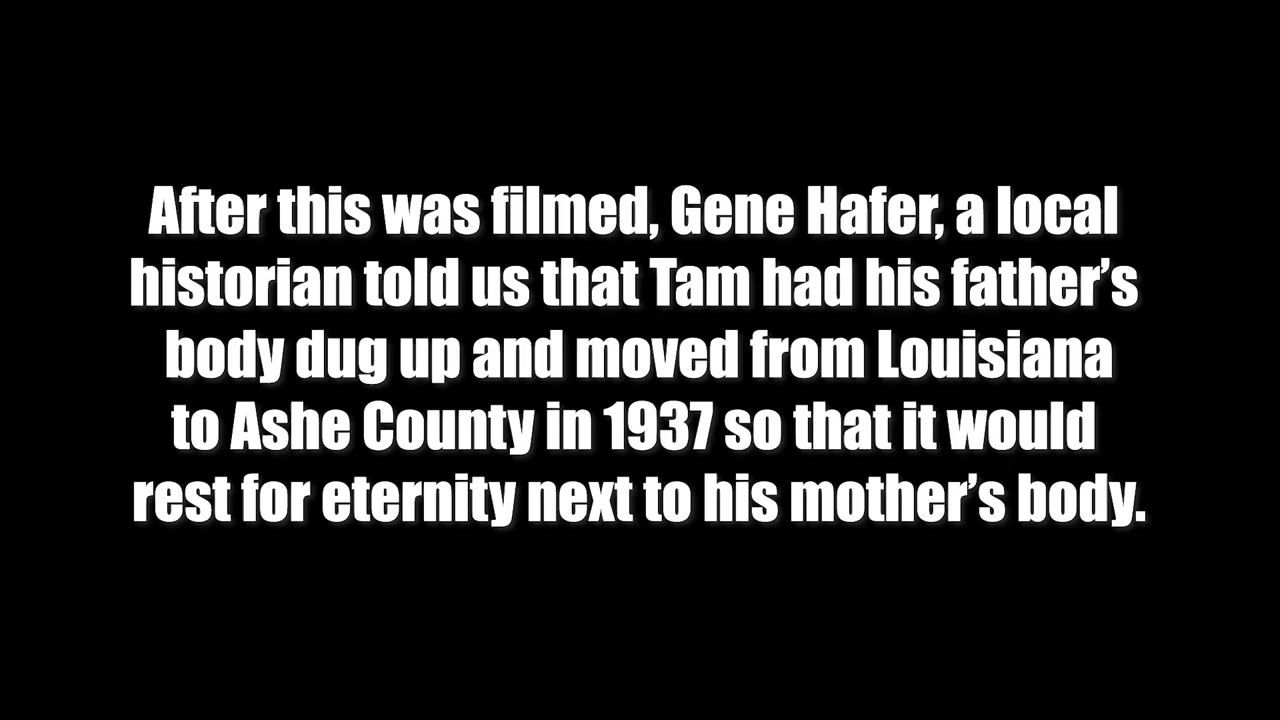 After this was filmed, Gene Hafer, a local
historian told us that Tam had his father’s
body dug up and moved from Louisiana
to Ashe County in 1937 so that it would
rest for eternity next to his mother’s body.